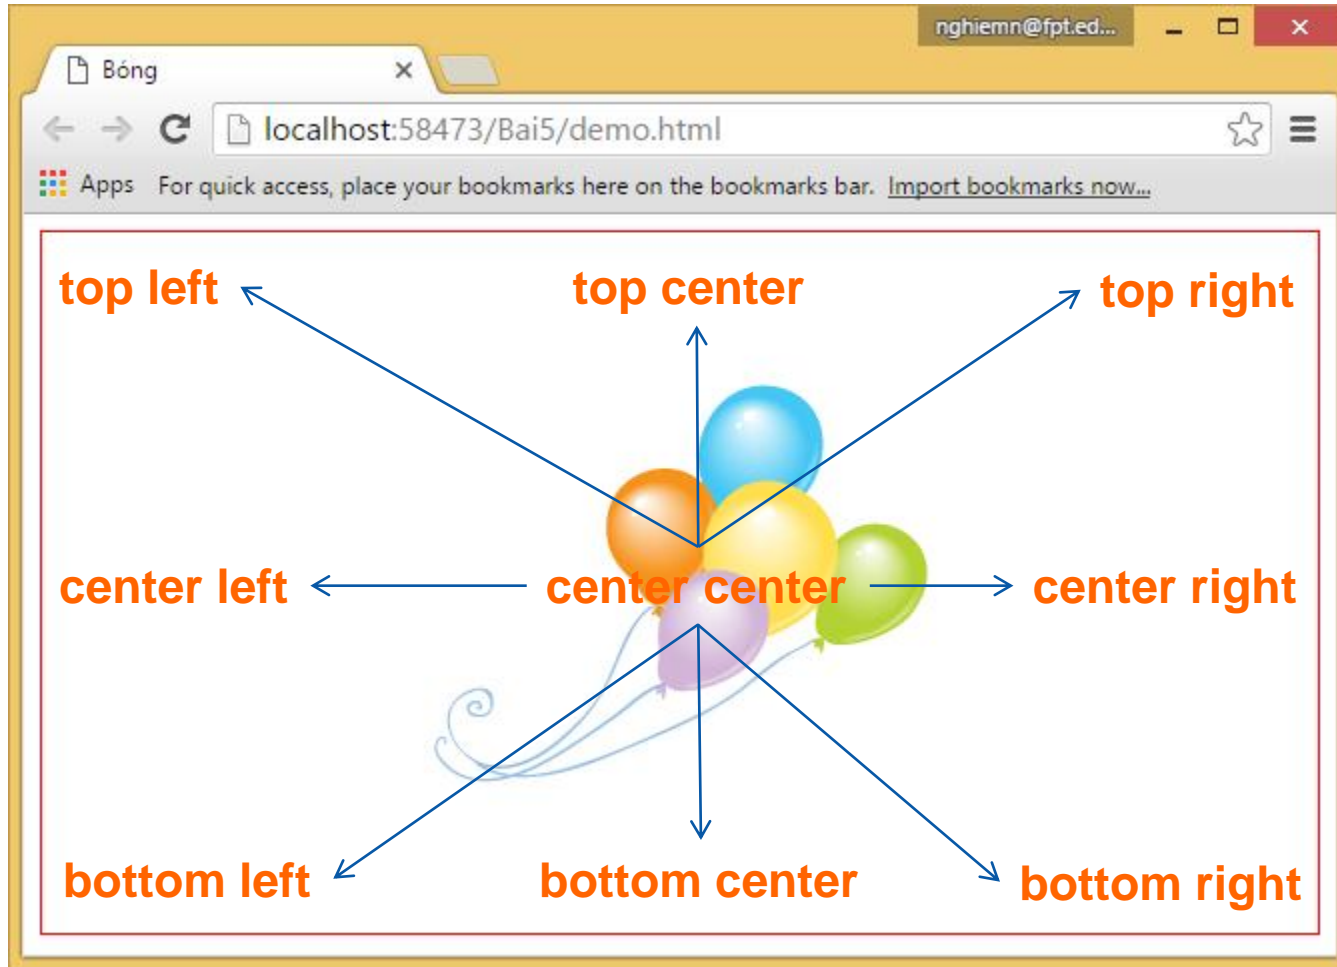 nghiemn@fpt.ed...
Bóng
localhost:58473/Bai5/demo.html
Apps For quick access, place your bookmarks here on the bookmarks bar. Import bookmarks now...
top left top center top right
center left center center center right
bottom left bottom center bottom right